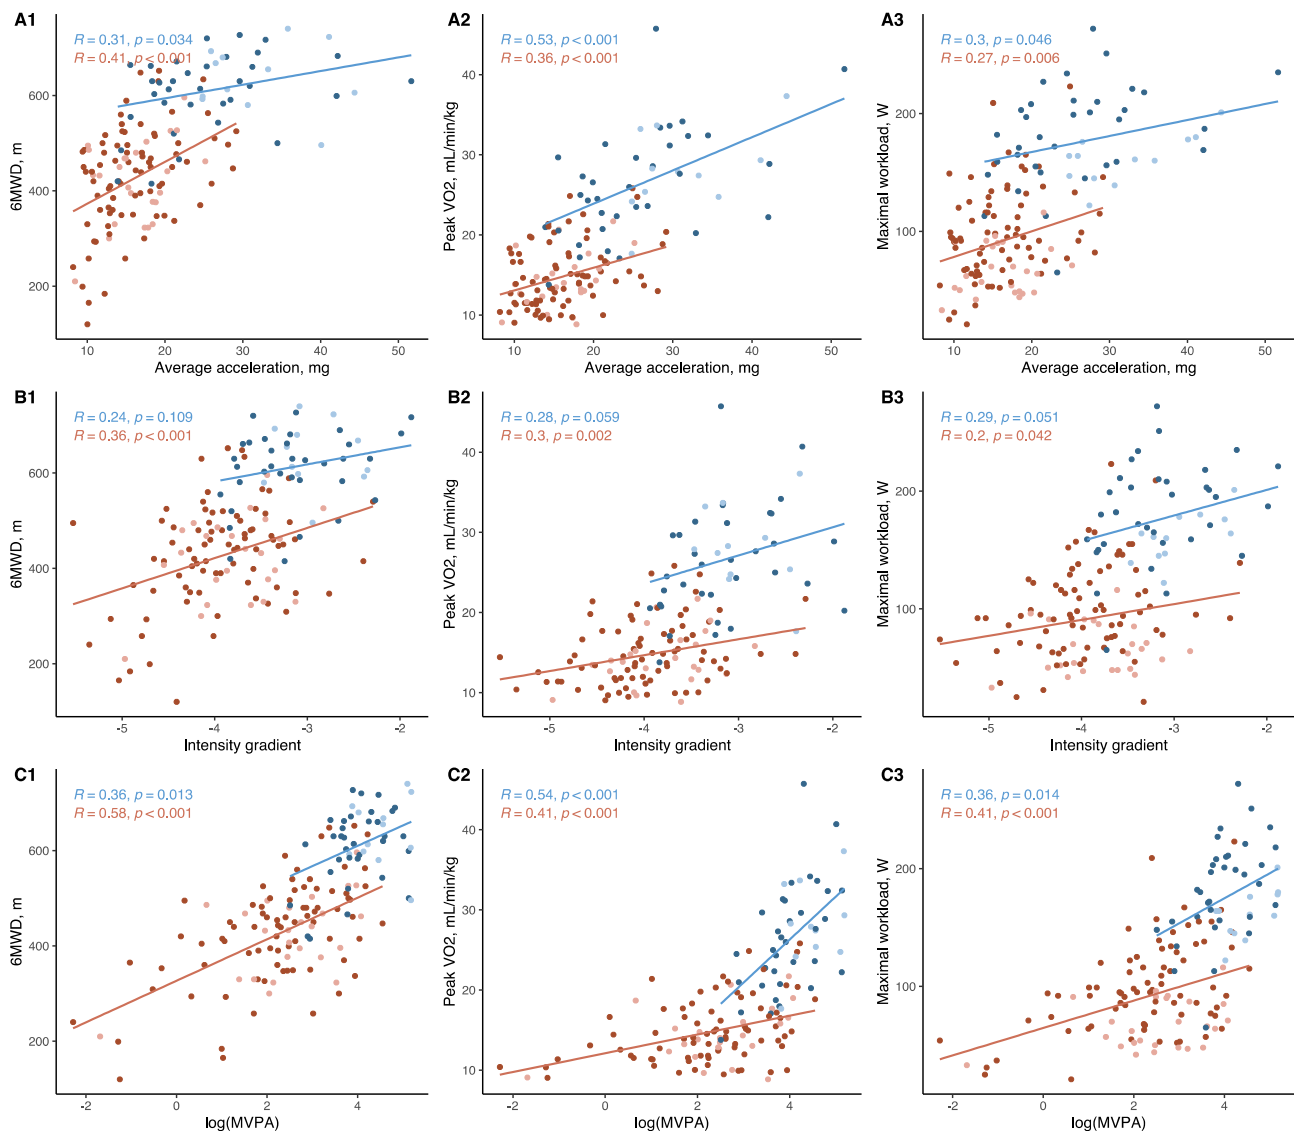 A1
R = 0.31, p = 0.034
R = 0.41, p < 0.001
600
400
200
10 20 30 40 50
6MWD, m
Average acceleration, mg
A2
R = 0.53, p < 0.001
R = 0.36, p < 0.001
40
30
20
10
10 20 30 40 50
Peak VO2, mL/min/kg
Average acceleration, mg
A3
R = 0.3, p = 0.046
R = 0.27, p = 0.006
200
100
10 20 30 40 50
Maximal workload, W
Average acceleration, mg
B1
R = 0.24, p = 0.109
R = 0.36, p < 0.001
600
400
200
-5 -4 -3 -2
6MWD, m
Intensity gradient
B2
R = 0.28, p = 0.059
R = 0.3, p = 0.002
40
30
20
10
-5 -4 -3 -2
Peak VO2, mL/min/kg
Intensity gradient
B3
R = 0.29, p = 0.051
R = 0.2, p = 0.042
200
100
-5 -4 -3 -2
Maximal workload, W
Intensity gradient
C1
R = 0.36, p = 0.013
R = 0.58, p < 0.001
600
400
200
-2 0 2 4
6MWD, m
log(MVPA)
C2
R = 0.54, p < 0.001
R = 0.41, p < 0.001
40
30
20
10
-2 0 2 4
Peak VO2, mL/min/kg
log(MVPA)
C3
R = 0.36, p = 0.014
R = 0.41, p < 0.001
200
100
-2 0 2 4
Maximal workload, W
log(MVPA)